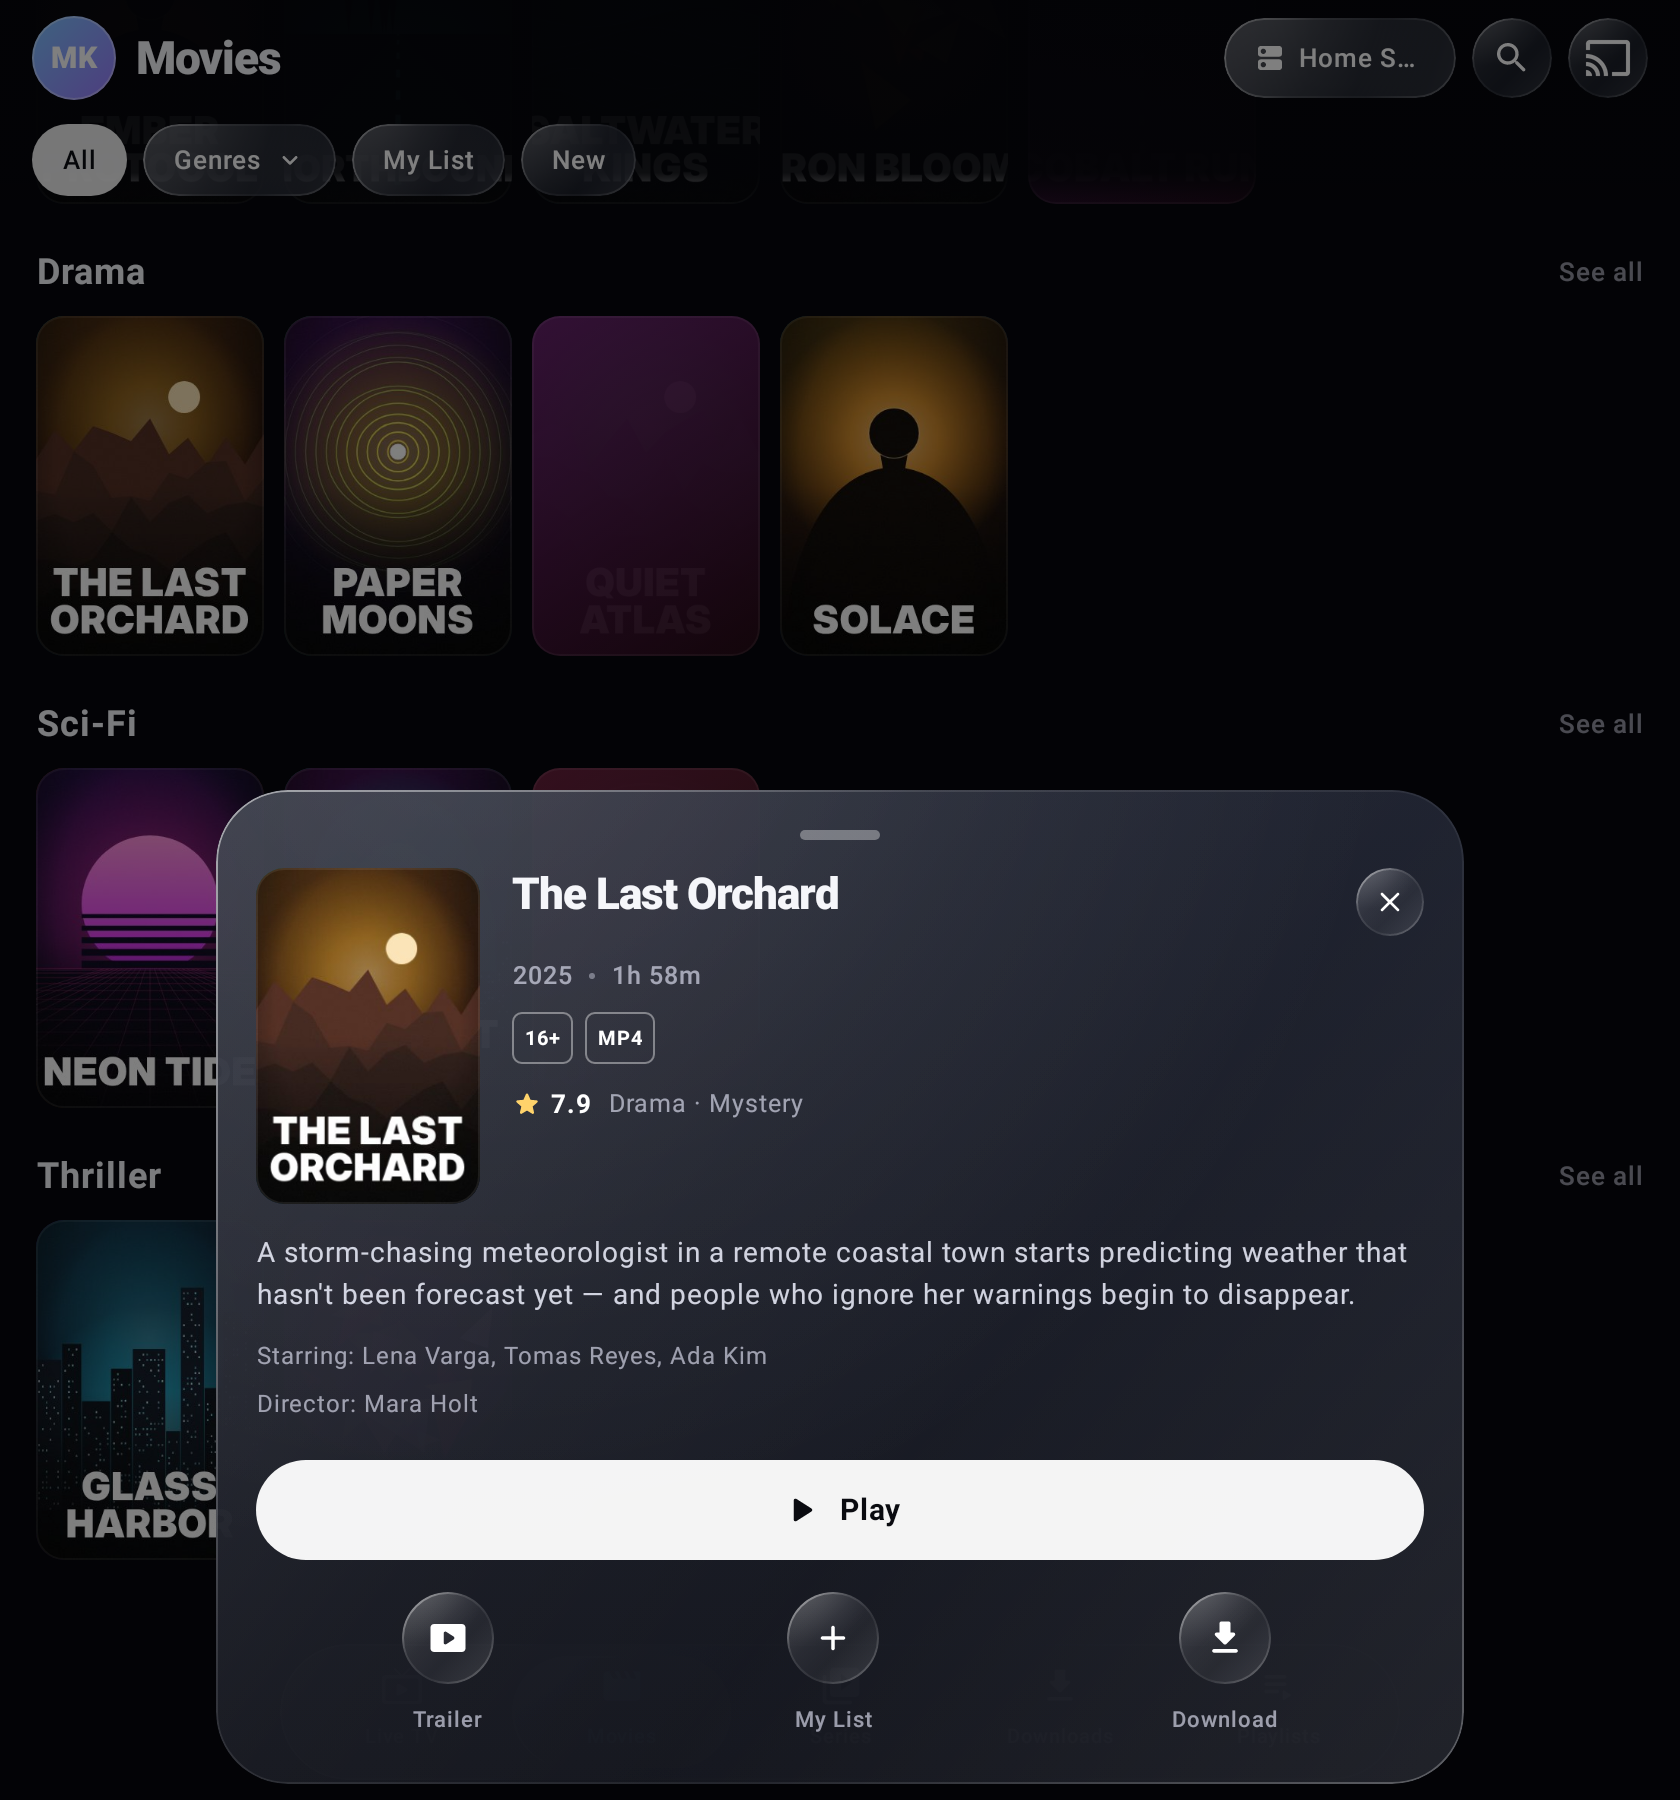 MK
Movies
Home S...
All
Genres
My List
New
RON BLOOM
Drama
See all
THE LAST
ORCHARD
PAPER
MOONS
QUIET
ATLAS
SOLACE
Sci-Fi
See all
NEON TIDE
Thriller
See all
GLASS
HARBOR
The Last Orchard
2025 • 1h 58m
16+ MP4
7.9 Drama · Mystery
THE LAST
ORCHARD
A storm-chasing meteorologist in a remote coastal town starts predicting weather that
hasn't been forecast yet — and people who ignore her warnings begin to disappear.
Starring: Lena Varga, Tomas Reyes, Ada Kim
Director: Mara Holt
Play
Trailer
My List
Download